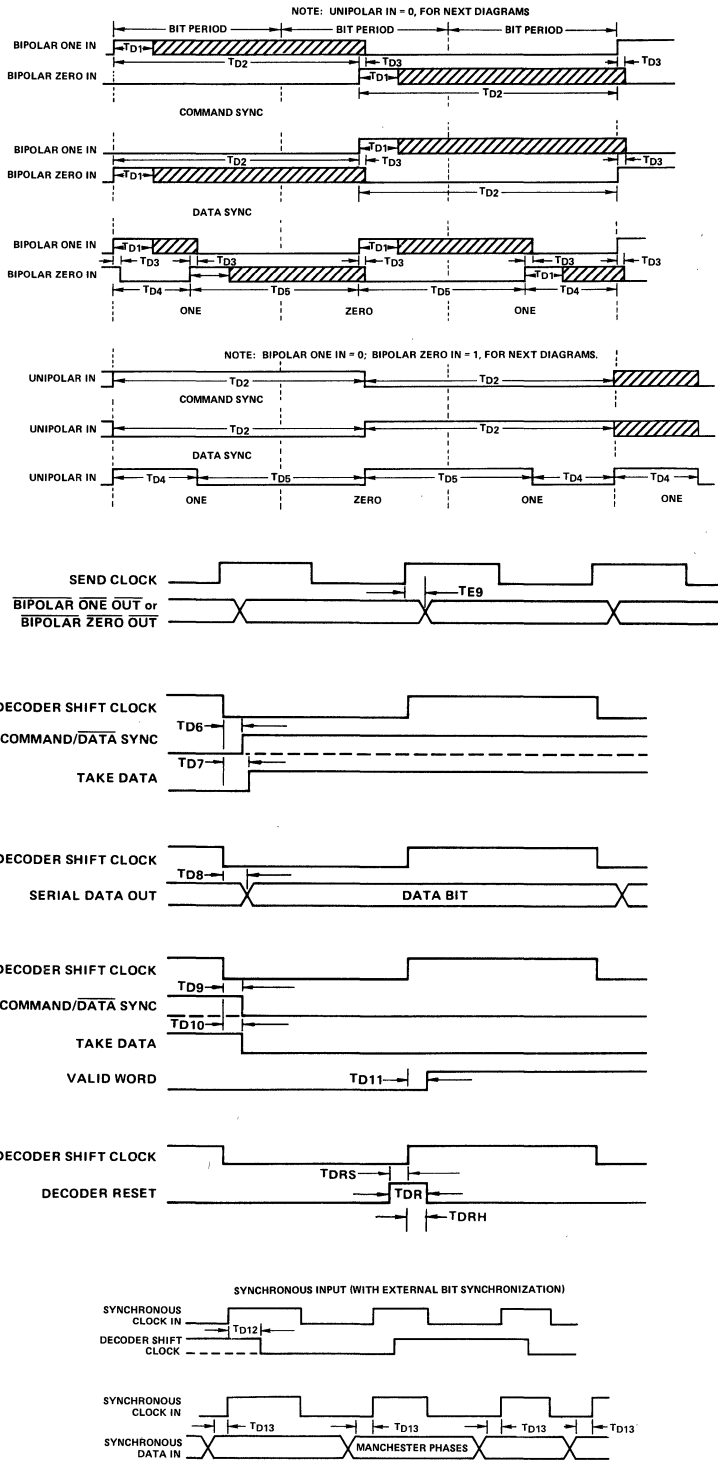 NOTE: UNIPOLAR IN = 0, FOR NEXT DIAGRAMS
BIT PERIOD BIT PERIOD BIT PERIOD
BIPOLAR ONE IN TD1
TD2 TD3 TD3
BIPOLAR ZERO IN TD1
TD2
COMMAND SYNC
BIPOLAR ONE IN TD1
TD2 TD3 TD3
BIPOLAR ZERO IN TD1
TD2
DATA SYNC
BIPOLAR ONE IN TD1 TD1
TD3 TD3 TD3 TD3 TD3
BIPOLAR ZERO IN TD1
TD4 TD5 TD5 TD4
ONE ZERO ONE
NOTE: BIPOLAR ONE IN = 0; BIPOLAR ZERO IN = 1, FOR NEXT DIAGRAMS.
UNIPOLAR IN TD2 TD2
COMMAND SYNC
UNIPOLAR IN TD2 TD2
DATA SYNC
UNIPOLAR IN TD4 TD5 TD5 TD4 TD4
ONE ZERO ONE ONE
SEND CLOCK
TE9
BIPOLAR ONE OUT or
BIPOLAR ZERO OUT
DECODER SHIFT CLOCK
TD6
COMMAND/DATA SYNC
TD7
TAKE DATA
DECODER SHIFT CLOCK
TD8
SERIAL DATA OUT DATA BIT
DECODER SHIFT CLOCK
TD9
COMMAND/DATA SYNC
TD10
TAKE DATA
VALID WORD TD11
DECODER SHIFT CLOCK
TDRS
DECODER RESET TDR
TDRH
SYNCHRONOUS INPUT (WITH EXTERNAL BIT SYNCHRONIZATION)
SYNCHRONOUS
CLOCK IN
TD12
DECODER SHIFT
CLOCK
SYNCHRONOUS
CLOCK IN
TD13 TD13 TD13 TD13
SYNCHRONOUS
DATA IN
MANCHESTER PHASES